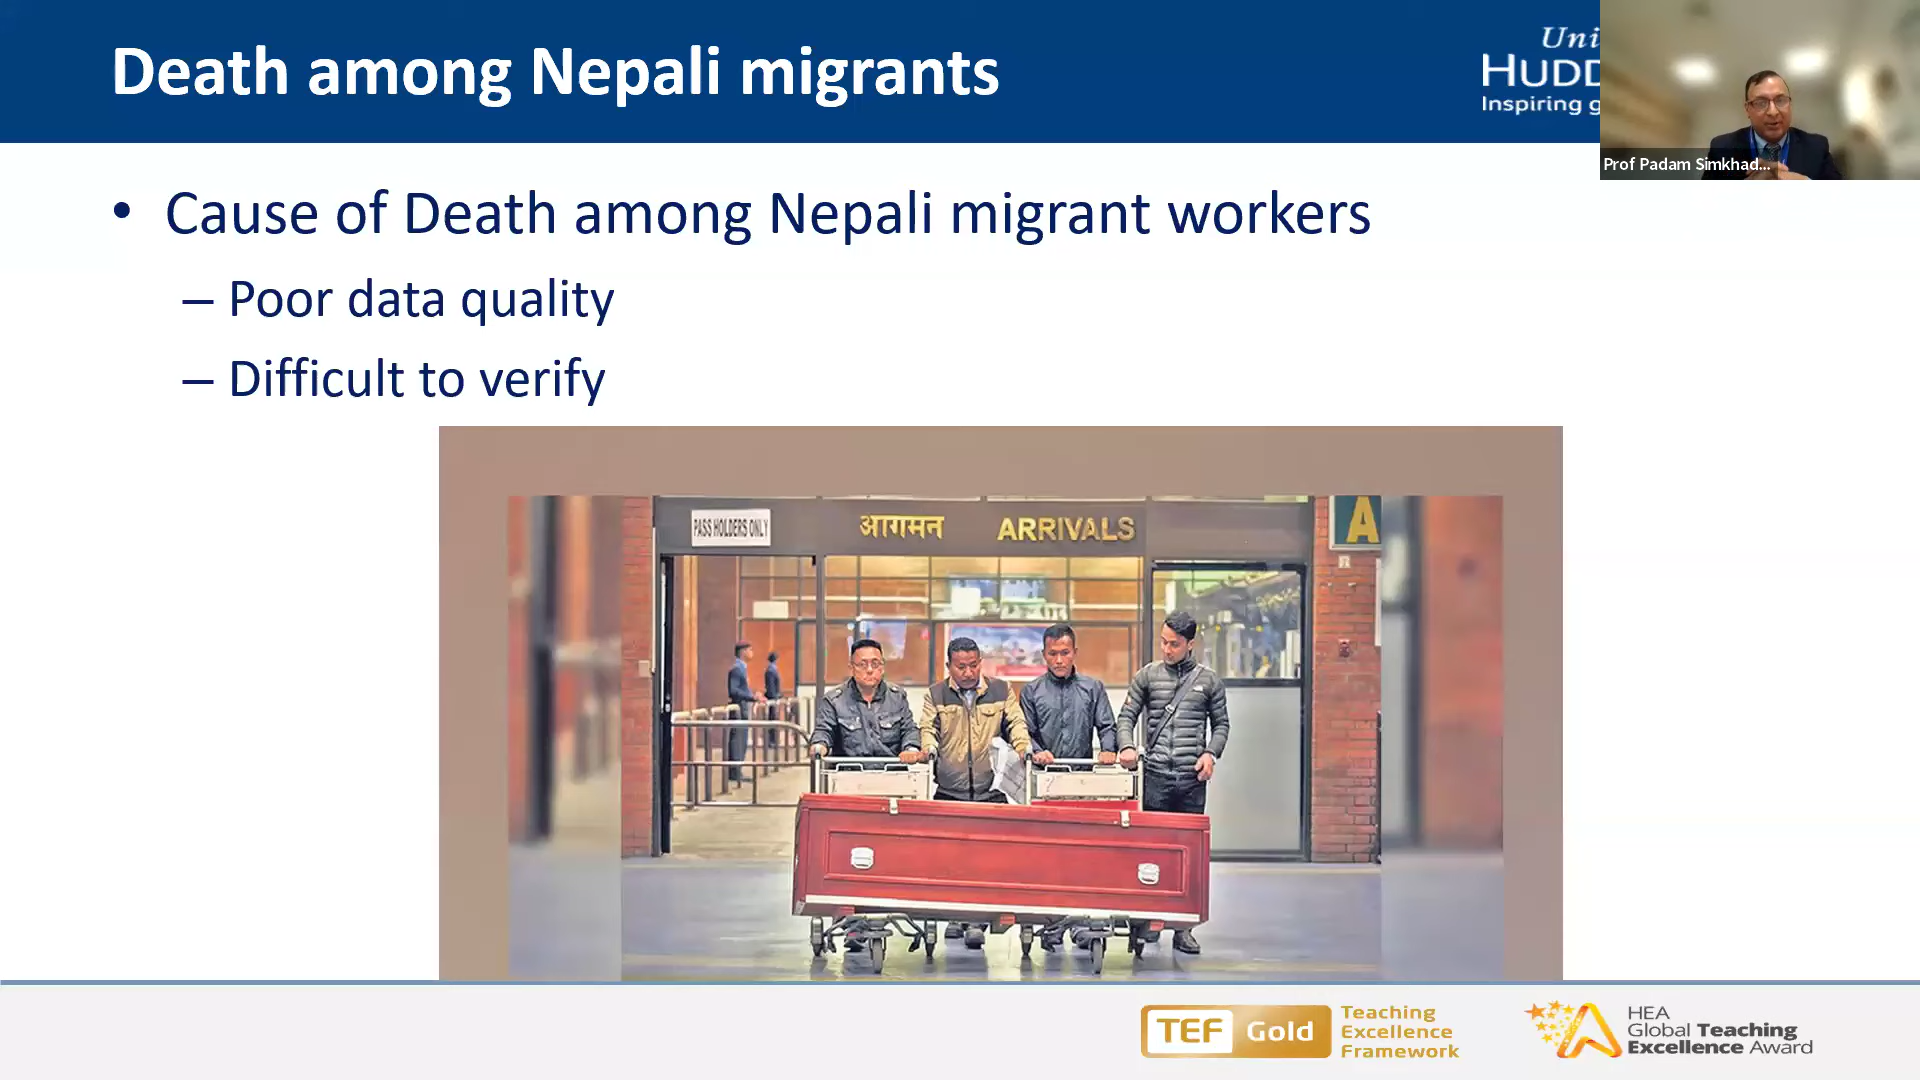 Death among Nepali migrants
Uni
HUDD
Inspiring g
Prof Padam Simkhad...
• Cause of Death among Nepali migrant workers
– Poor data quality
– Difficult to verify
PASS HOLDERS ONLY
आगमन ARRIVALS
A
TEF Gold
Teaching
Excellence
Framework
HEA
Global Teaching
Excellence Award